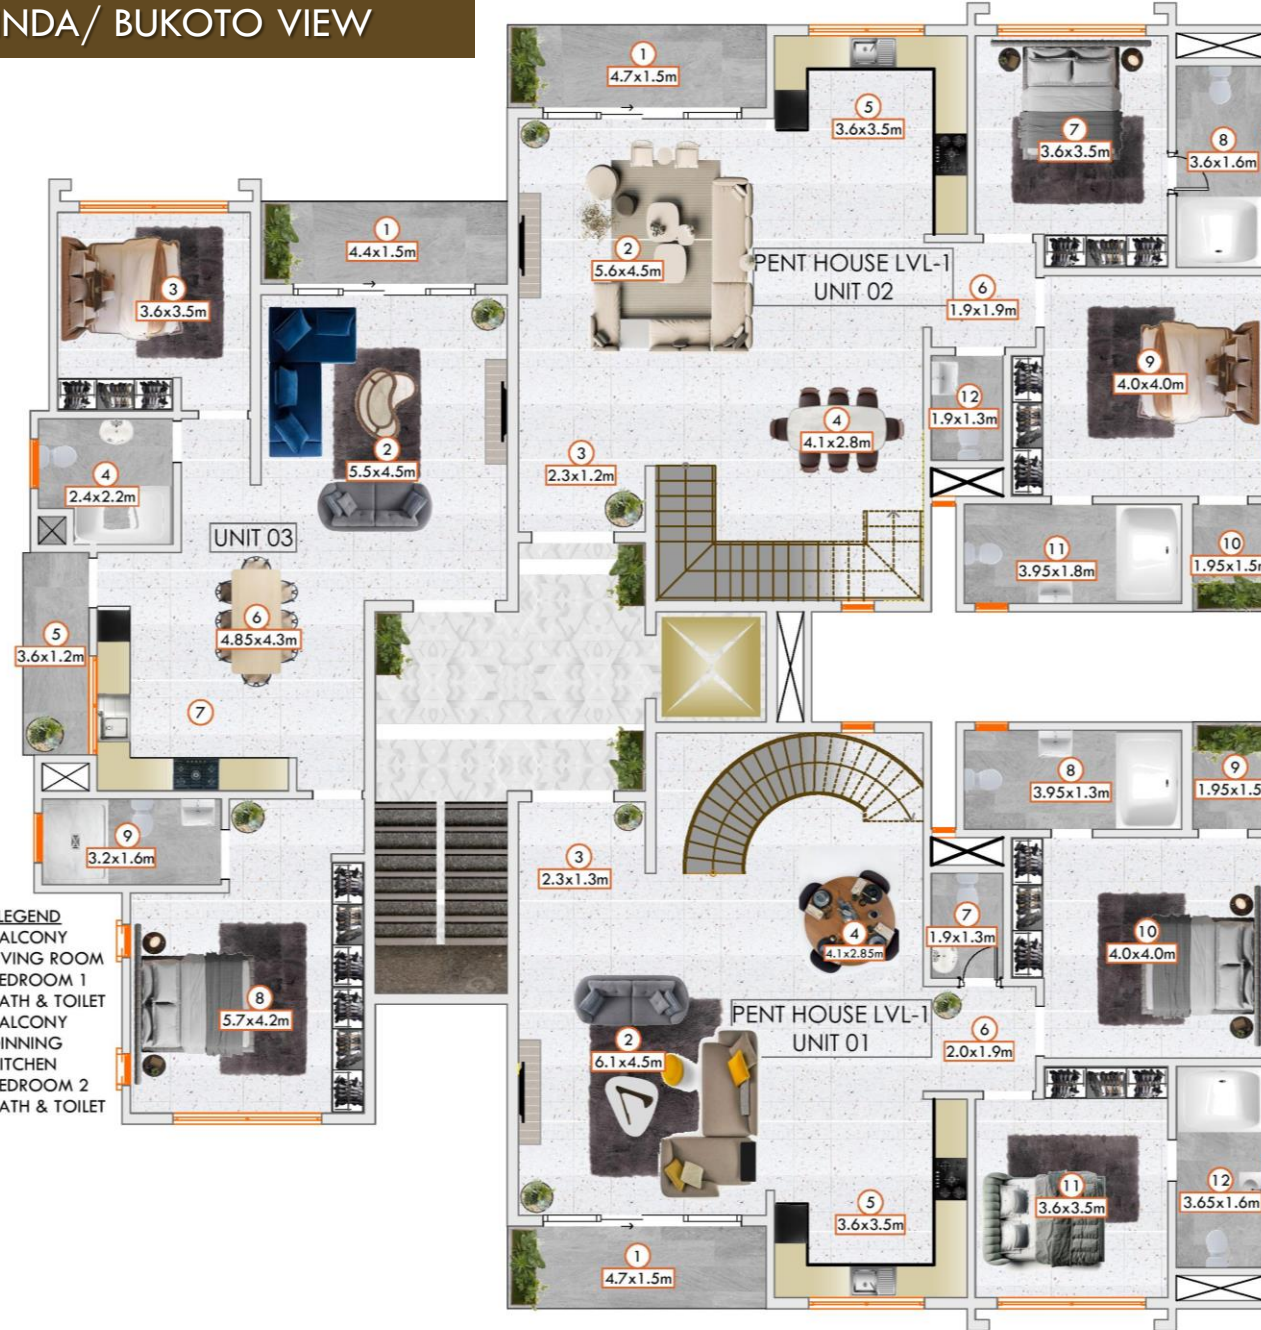 NDA/ BUKOTO VIEW
1
4.7x1.5m
5
3.6x3.5m
7
3.6x3.5m
8
3.6x1.6m
1
4.4x1.5m
3
3.6x3.5m
2
5.6x4.5m
PENT HOUSE LVL-1
UNIT 02
6
1.9x1.9m
9
4.0x4.0m
12
1.9x1.3m
4
4.1x2.8m
2
5.5x4.5m
3
2.3x1.2m
4
2.4x2.2m
UNIT 03
11
3.95x1.8m
10
1.95x1.5m
6
4.85x4.3m
5
3.6x1.2m
7
8
3.95x1.3m
9
1.95x1.5
9
3.2x1.6m
3
2.3x1.3m
7
1.9x1.3m
4
4.1x2.85m
10
4.0x4.0m
8
5.7x4.2m
PENT HOUSE LVL-1
UNIT 01
2
6.1x4.5m
6
2.0x1.9m
5
3.6x3.5m
11
3.6x3.5m
12
3.65x1.6m
1
4.7x1.5m
LEGEND
ALCONY
VING ROOM
EDROOM 1
ATH & TOILET
ALCONY
INNING
ITCHEN
EDROOM 2
ATH & TOILET